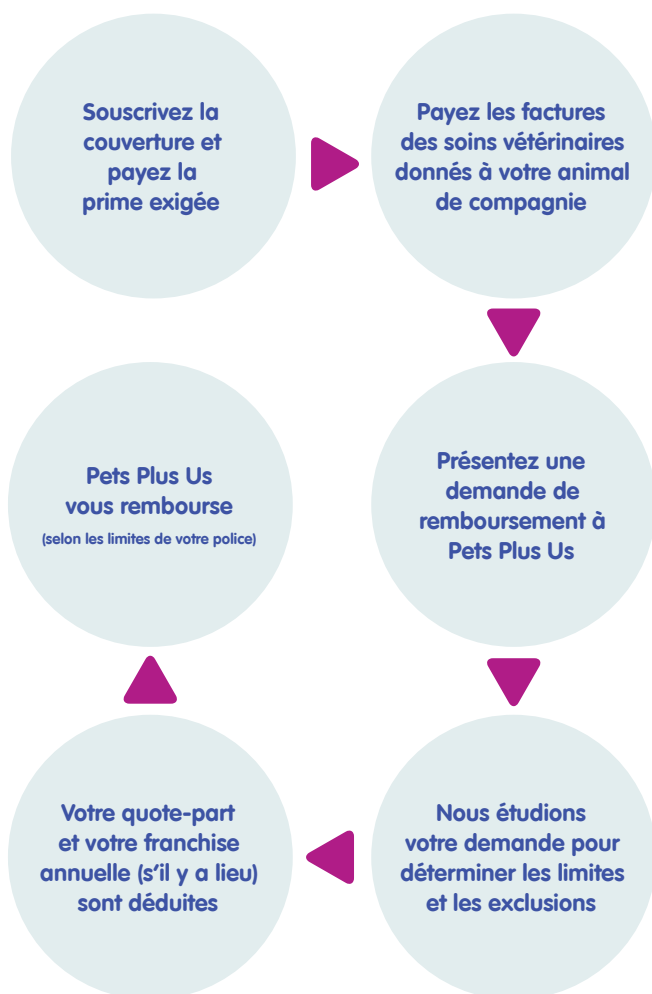 Souscrivez la
couverture et
payez la
prime exigée
Payez les factures
des soins vétérinaires
donnés à votre animal
de compagnie
Présentez une
demande de
remboursement à
Pets Plus Us
Nous étudions
votre demande pour
déterminer les limites
et les exclusions
Votre quote-part
et votre franchise
annuelle (s'il y a lieu)
sont déduites
Pets Plus Us
vous rembourse
(selon les limites de votre police)